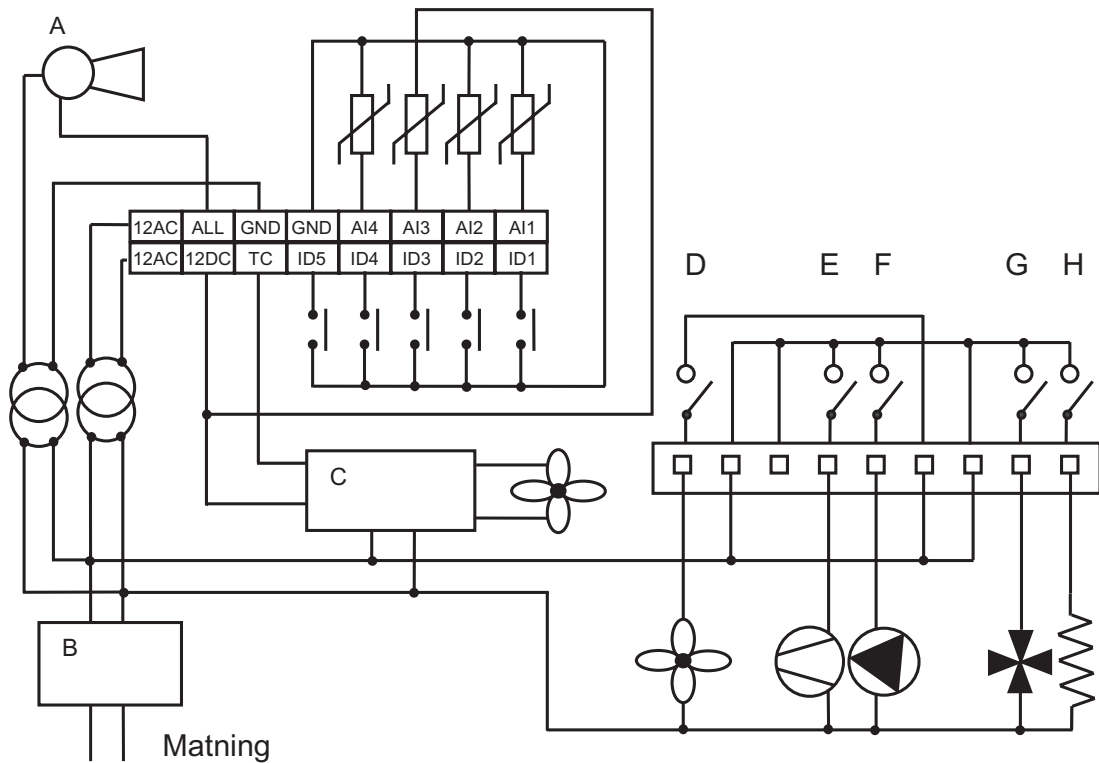 A
12AC ALL GND GND AI4 AI3 AI2 AI1
12AC 12DC TC ID5 ID4 ID3 ID2 ID1
D E F G H
C
B
Matning